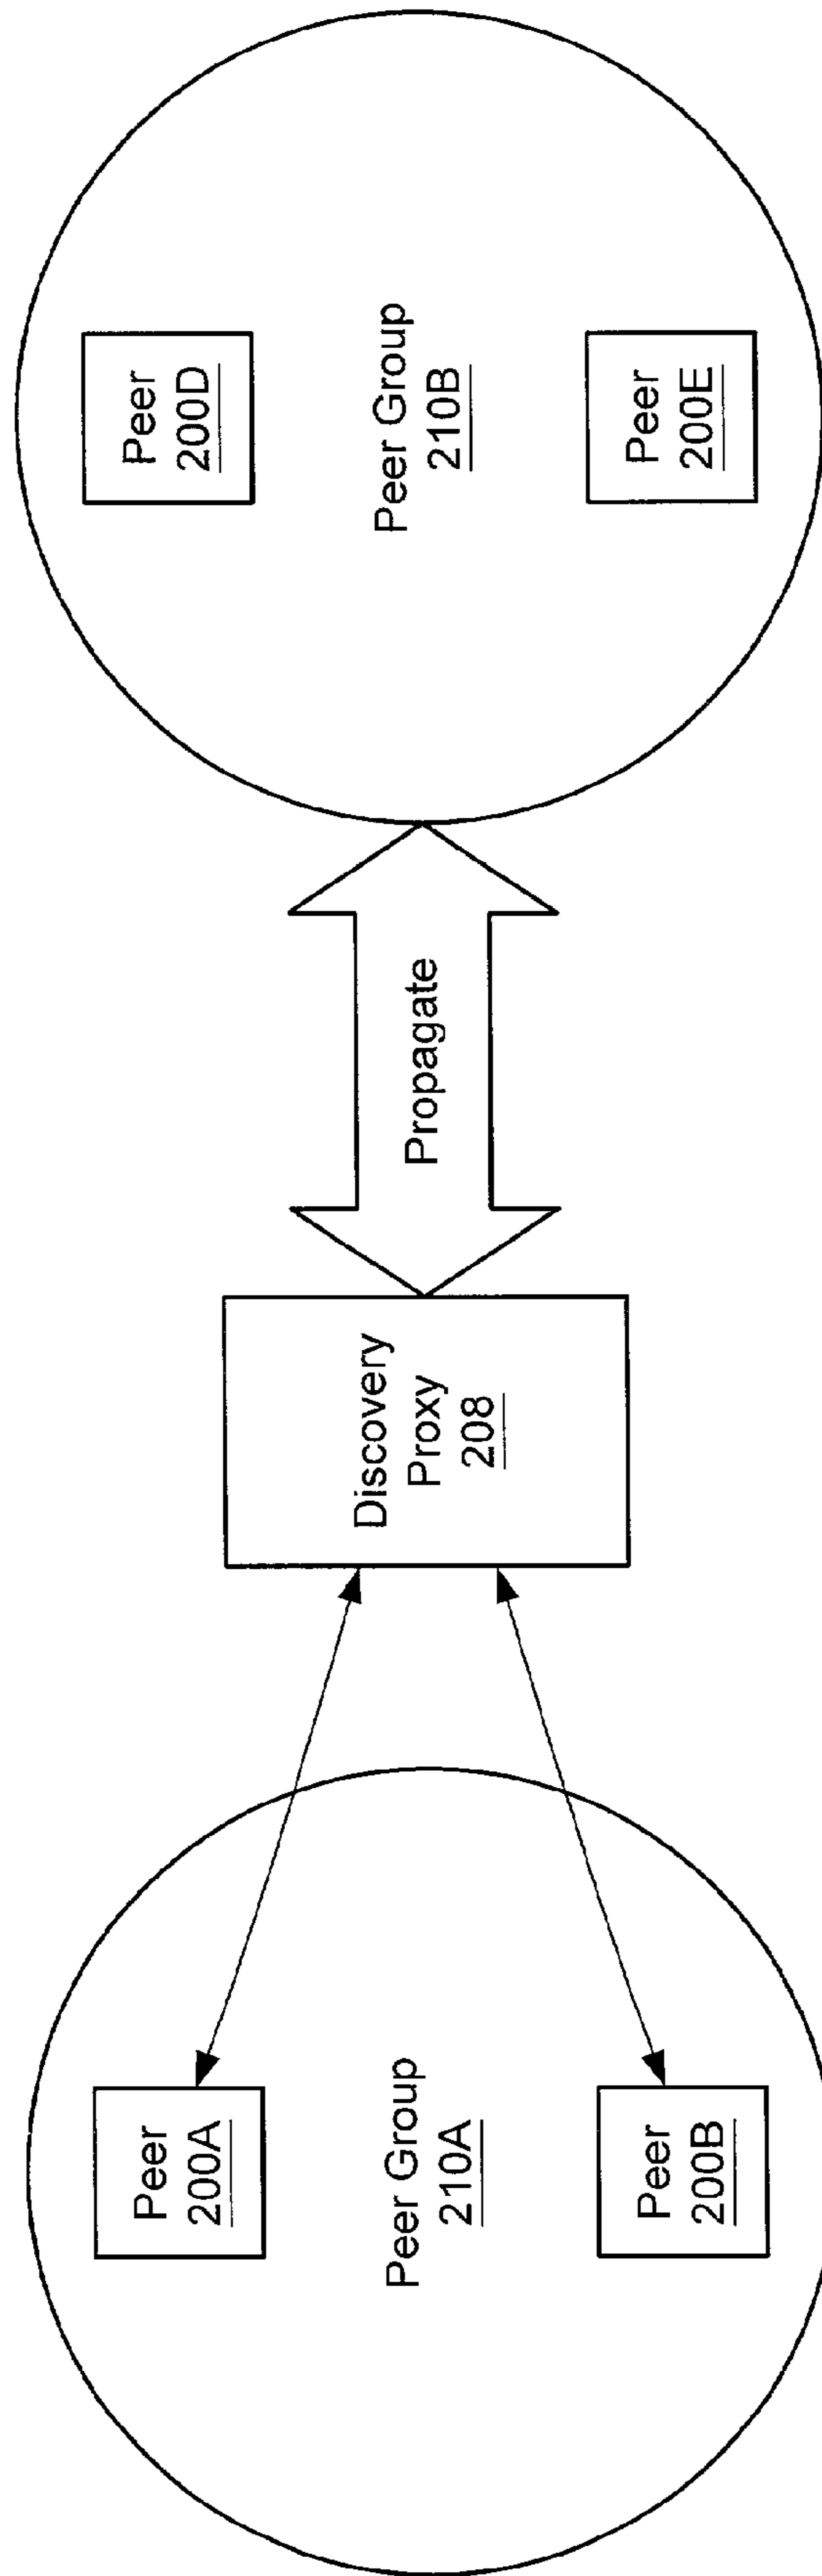 Peer
200A
Peer Group
210A
Peer
200B
Discovery
Proxy
208
Propagate
Peer
200D
Peer Group
210B
Peer
200E